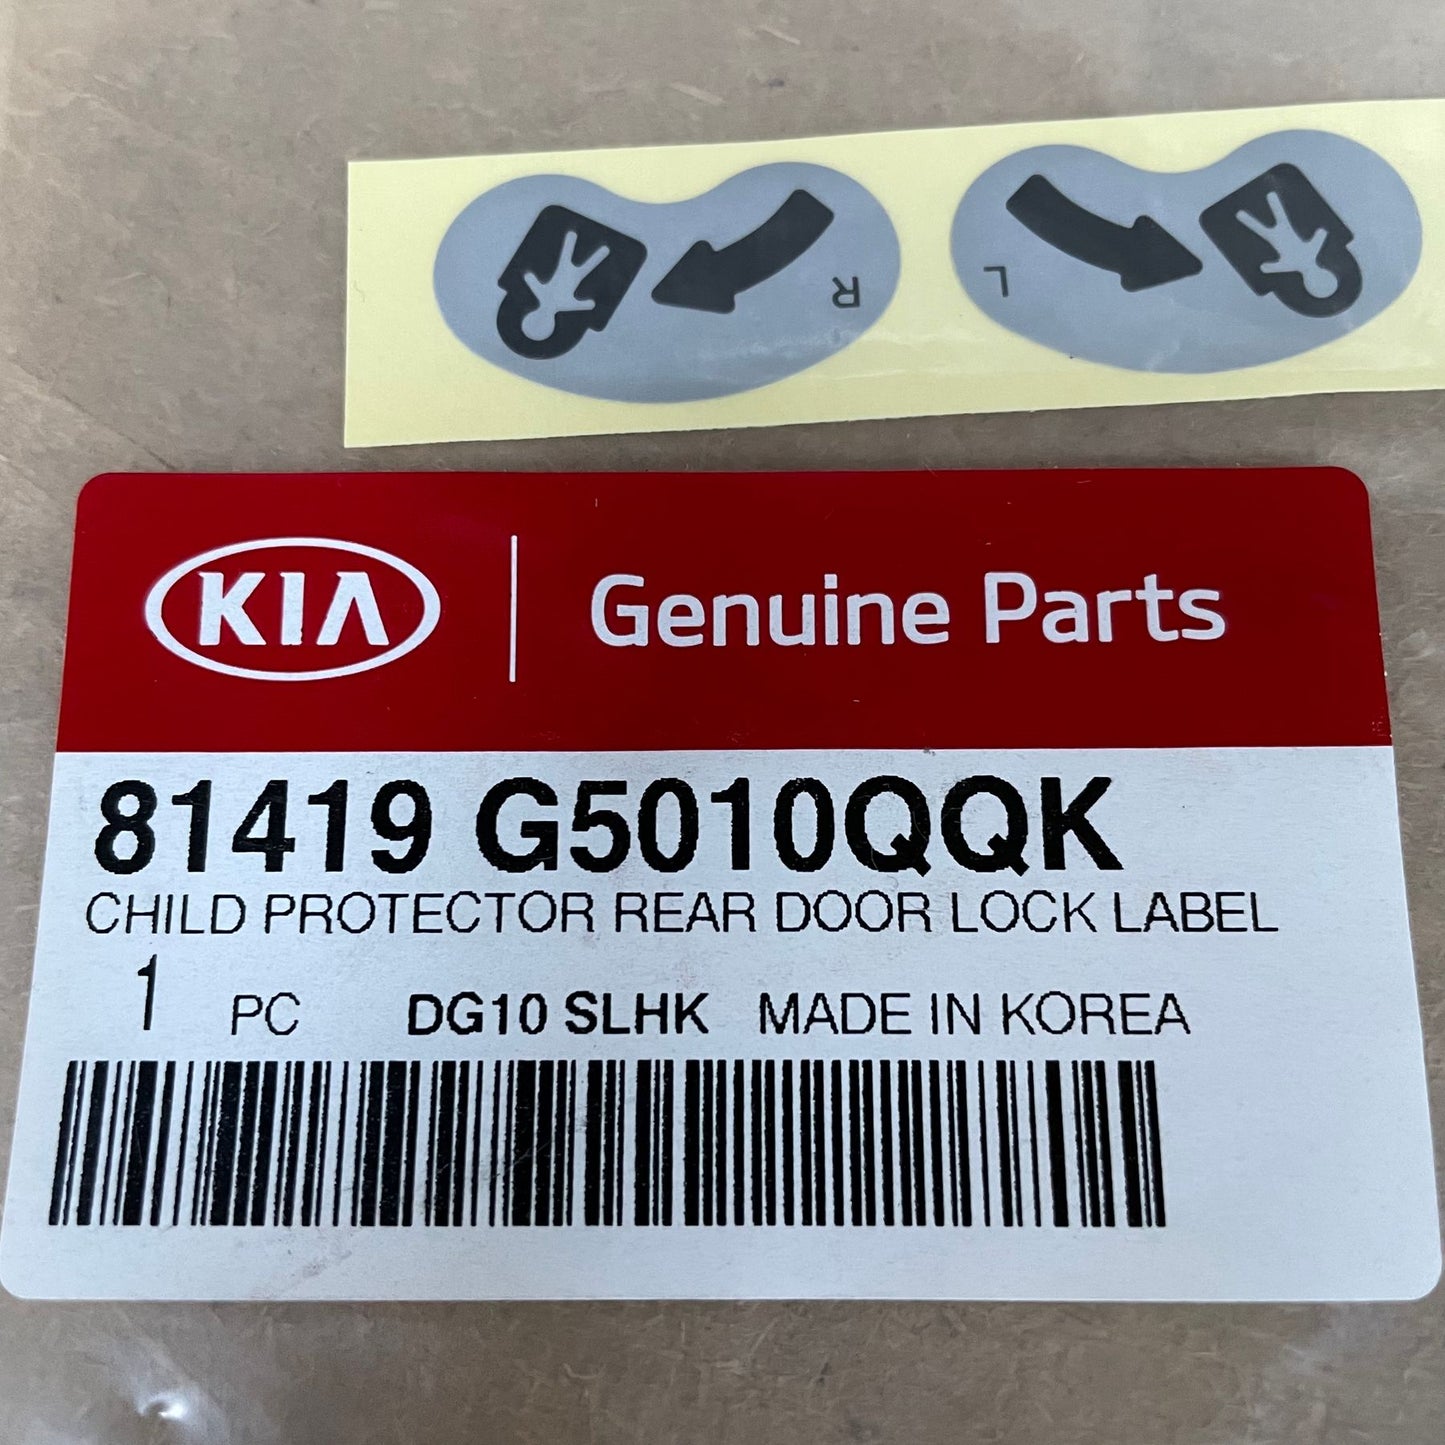 R L
KIA Genuine Parts
81419 G5010QQK
CHILD PROTECTOR REAR DOOR LOCK LABEL
1 PC DG10 SLHK MADE IN KOREA